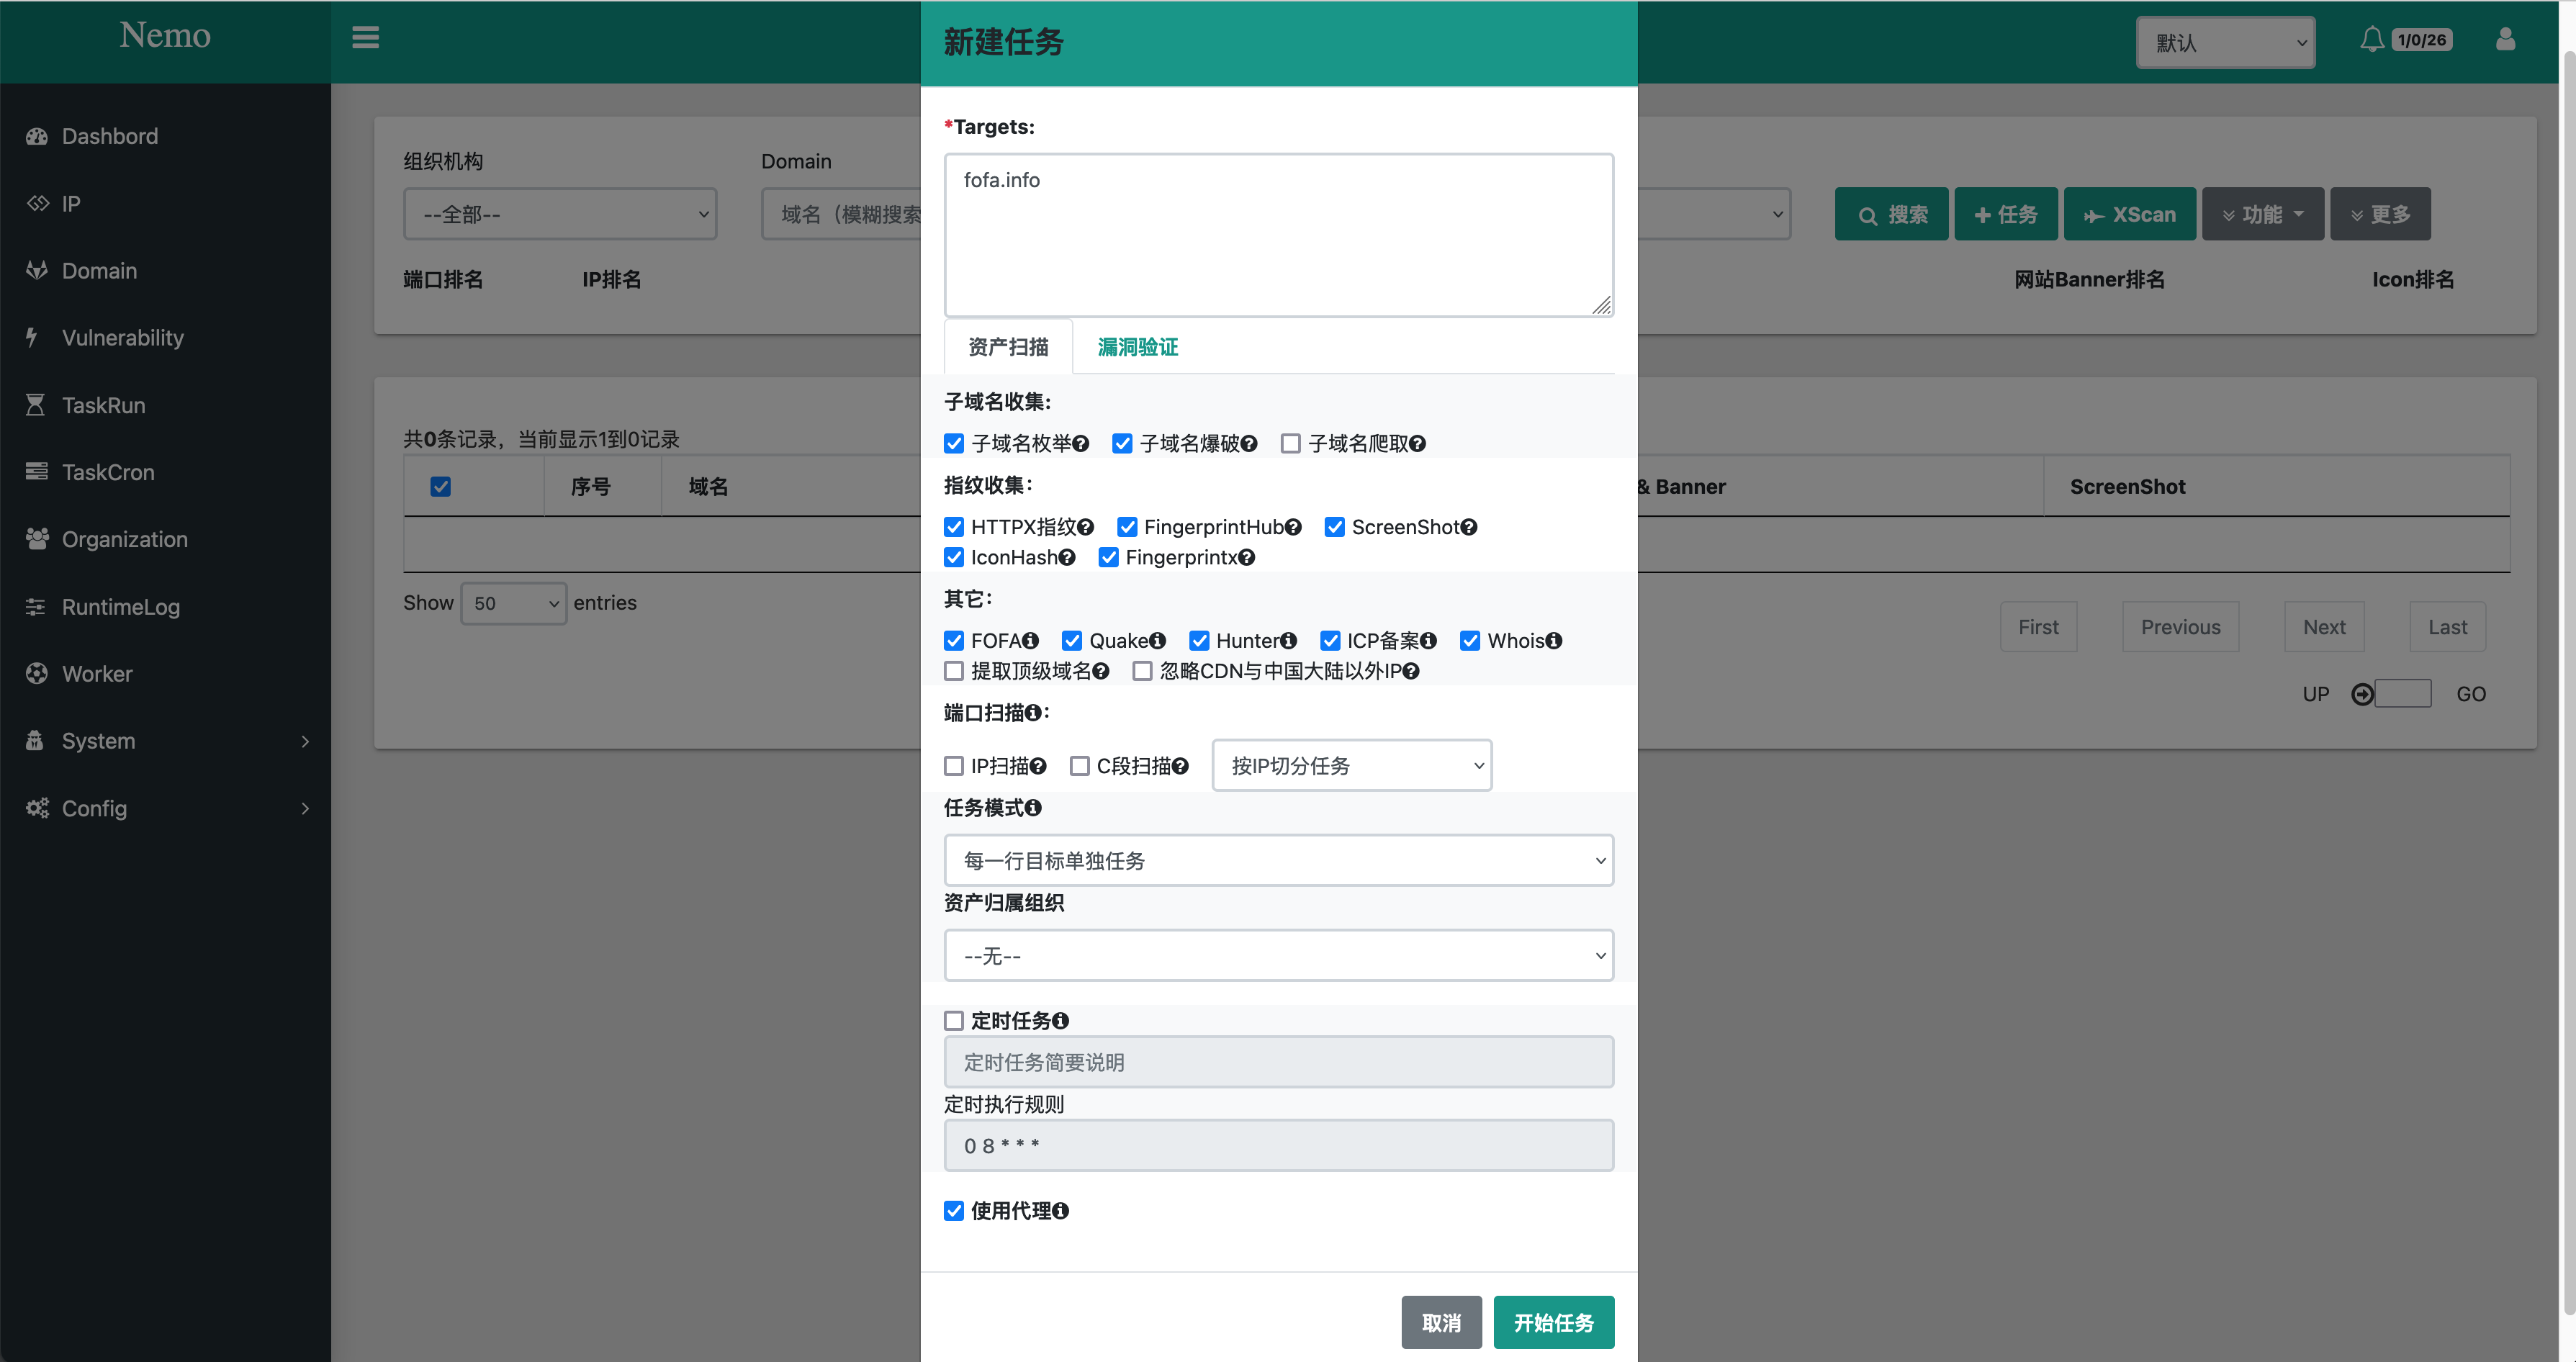 Nemo
默认
1/0/26
Dashbord
IP
Domain
Vulnerability
TaskRun
TaskCron
Organization
RuntimeLog
Worker
System
Config
组织机构
Domain
--全部--
域名（模糊搜索
搜索
任务
XScan
功能
更多
端口排名
IP排名
网站Banner排名
Icon排名
共0条记录，当前显示1到0记录
序号
域名
& Banner
ScreenShot
Show 50 entries
First
Previous
Next
Last
UP
GO
新建任务
*Targets:
fofa.info
资产扫描
漏洞验证
子域名收集:
子域名枚举 子域名爆破 子域名爬取
指纹收集:
HTTPX指纹 FingerprintHub ScreenShot
IconHash Fingerprintx
其它:
FOFA Quake Hunter ICP备案 Whois
提取顶级域名 忽略CDN与中国大陆以外IP
端口扫描:
IP扫描 C段扫描 按IP切分任务
任务模式
每一行目标单独任务
资产归属组织
--无--
定时任务
定时任务简要说明
定时执行规则
0 8 * * *
使用代理
取消
开始任务